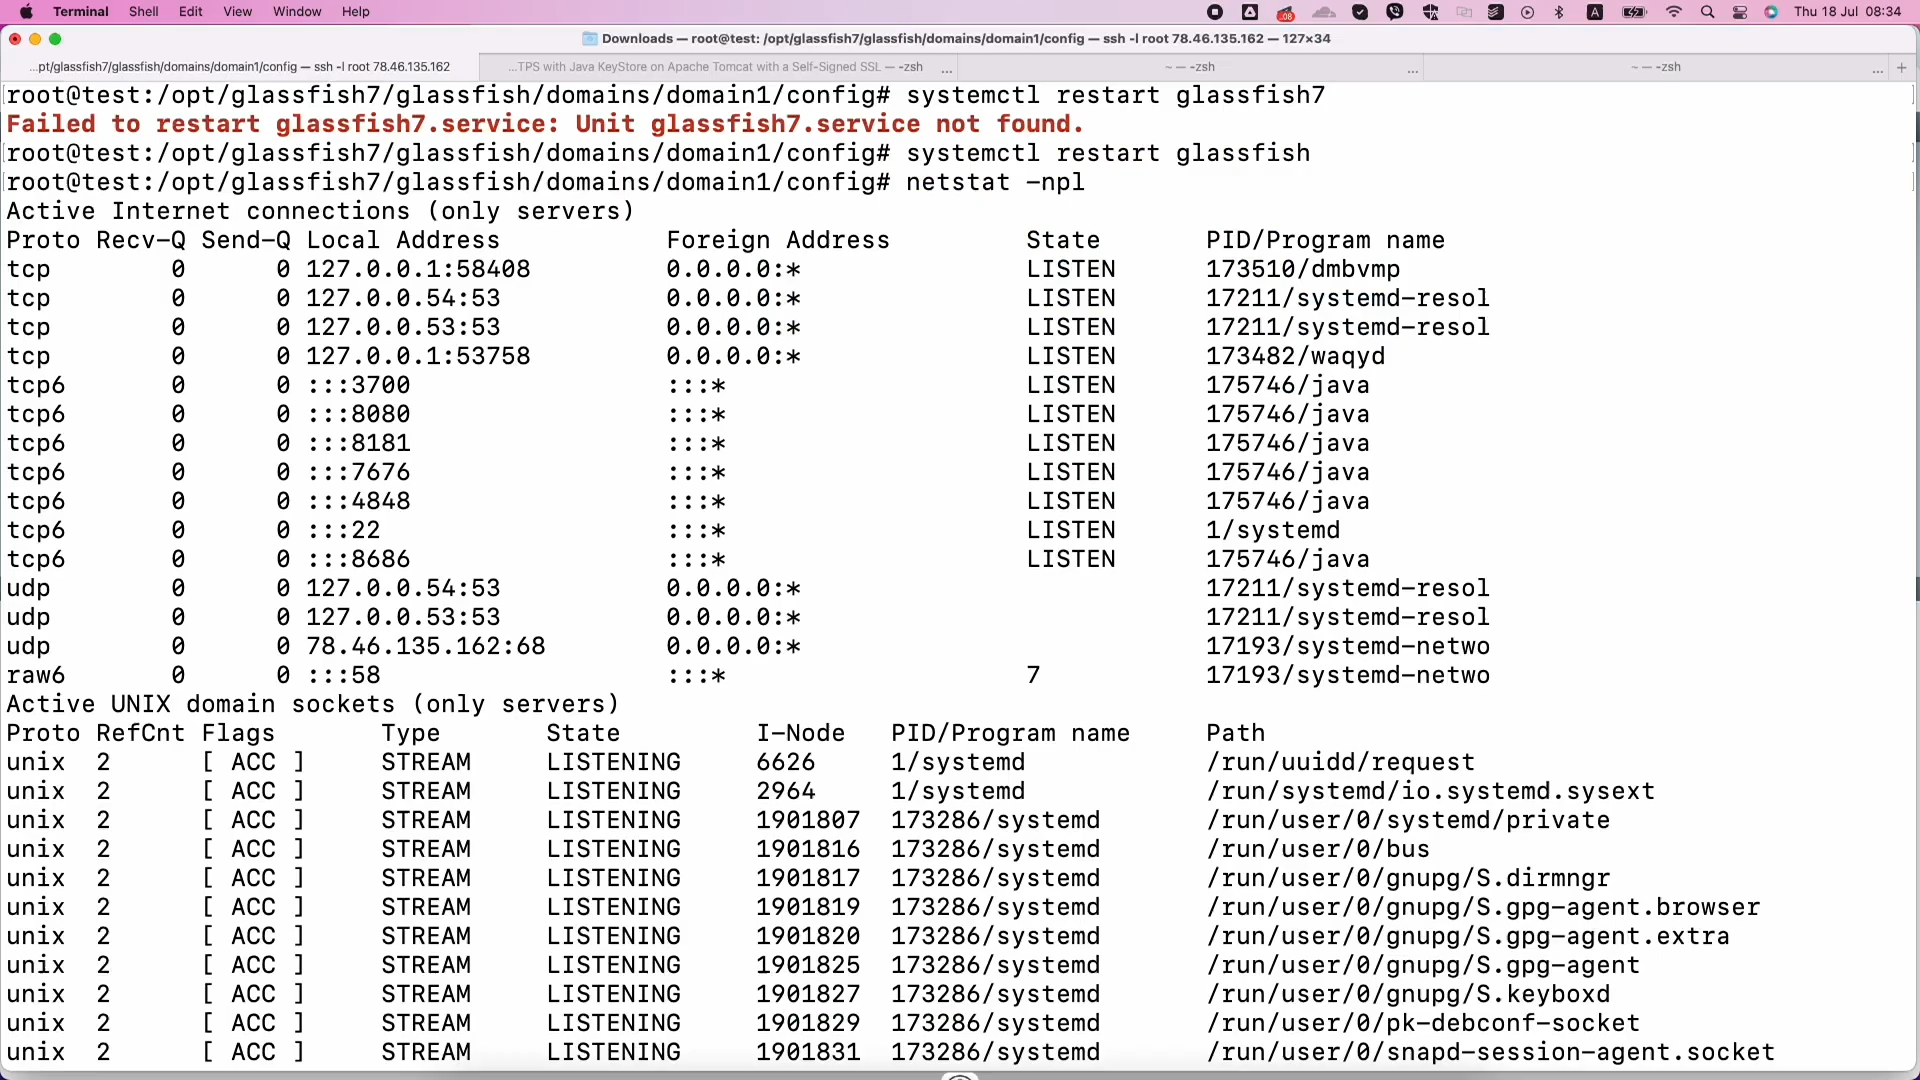 Terminal Shell Edit View Window Help Thu 18 Jul 08:34
Downloads — root@test: /opt/glassfish7/glassfish/domains/domain1/config — ssh -l root 78.46.135.162 — 127×34
...pt/glassfish7/glassfish/domains/domain1/config — ssh -l root 78.46.135.162 ...TPS with Java KeyStore on Apache Tomcat with a Self-Signed SSL — -zsh ... ~ — -zsh ... ~ — -zsh ... +
root@test:/opt/glassfish7/glassfish/domains/domain1/config# systemctl restart glassfish7
Failed to restart glassfish7.service: Unit glassfish7.service not found.
root@test:/opt/glassfish7/glassfish/domains/domain1/config# systemctl restart glassfish
root@test:/opt/glassfish7/glassfish/domains/domain1/config# netstat -npl
Active Internet connections (only servers)
Proto Recv-Q Send-Q Local Address Foreign Address State PID/Program name
tcp 0 0 127.0.0.1:58408 0.0.0.0:* LISTEN 173510/dmbvmp
tcp 0 0 127.0.0.54:53 0.0.0.0:* LISTEN 17211/systemd-resol
tcp 0 0 127.0.0.53:53 0.0.0.0:* LISTEN 17211/systemd-resol
tcp 0 0 127.0.0.1:53758 0.0.0.0:* LISTEN 173482/waqyd
tcp6 0 0 :::3700 :::* LISTEN 175746/java
tcp6 0 0 :::8080 :::* LISTEN 175746/java
tcp6 0 0 :::8181 :::* LISTEN 175746/java
tcp6 0 0 :::7676 :::* LISTEN 175746/java
tcp6 0 0 :::4848 :::* LISTEN 175746/java
tcp6 0 0 :::22 :::* LISTEN 1/systemd
tcp6 0 0 :::8686 :::* LISTEN 175746/java
udp 0 0 127.0.0.54:53 0.0.0.0:* 17211/systemd-resol
udp 0 0 127.0.0.53:53 0.0.0.0:* 17211/systemd-resol
udp 0 0 78.46.135.162:68 0.0.0.0:* 17193/systemd-netwo
raw6 0 0 :::58 :::* 7 17193/systemd-netwo
Active UNIX domain sockets (only servers)
Proto RefCnt Flags Type State I-Node PID/Program name Path
unix 2 [ ACC ] STREAM LISTENING 6626 1/systemd /run/uuidd/request
unix 2 [ ACC ] STREAM LISTENING 2964 1/systemd /run/systemd/io.systemd.sysext
unix 2 [ ACC ] STREAM LISTENING 1901807 173286/systemd /run/user/0/systemd/private
unix 2 [ ACC ] STREAM LISTENING 1901816 173286/systemd /run/user/0/bus
unix 2 [ ACC ] STREAM LISTENING 1901817 173286/systemd /run/user/0/gnupg/S.dirmngr
unix 2 [ ACC ] STREAM LISTENING 1901819 173286/systemd /run/user/0/gnupg/S.gpg-agent.browser
unix 2 [ ACC ] STREAM LISTENING 1901820 173286/systemd /run/user/0/gnupg/S.gpg-agent.extra
unix 2 [ ACC ] STREAM LISTENING 1901825 173286/systemd /run/user/0/gnupg/S.gpg-agent
unix 2 [ ACC ] STREAM LISTENING 1901827 173286/systemd /run/user/0/gnupg/S.keyboxd
unix 2 [ ACC ] STREAM LISTENING 1901829 173286/systemd /run/user/0/pk-debconf-socket
unix 2 [ ACC ] STREAM LISTENING 1901831 173286/systemd /run/user/0/snapd-session-agent.socket